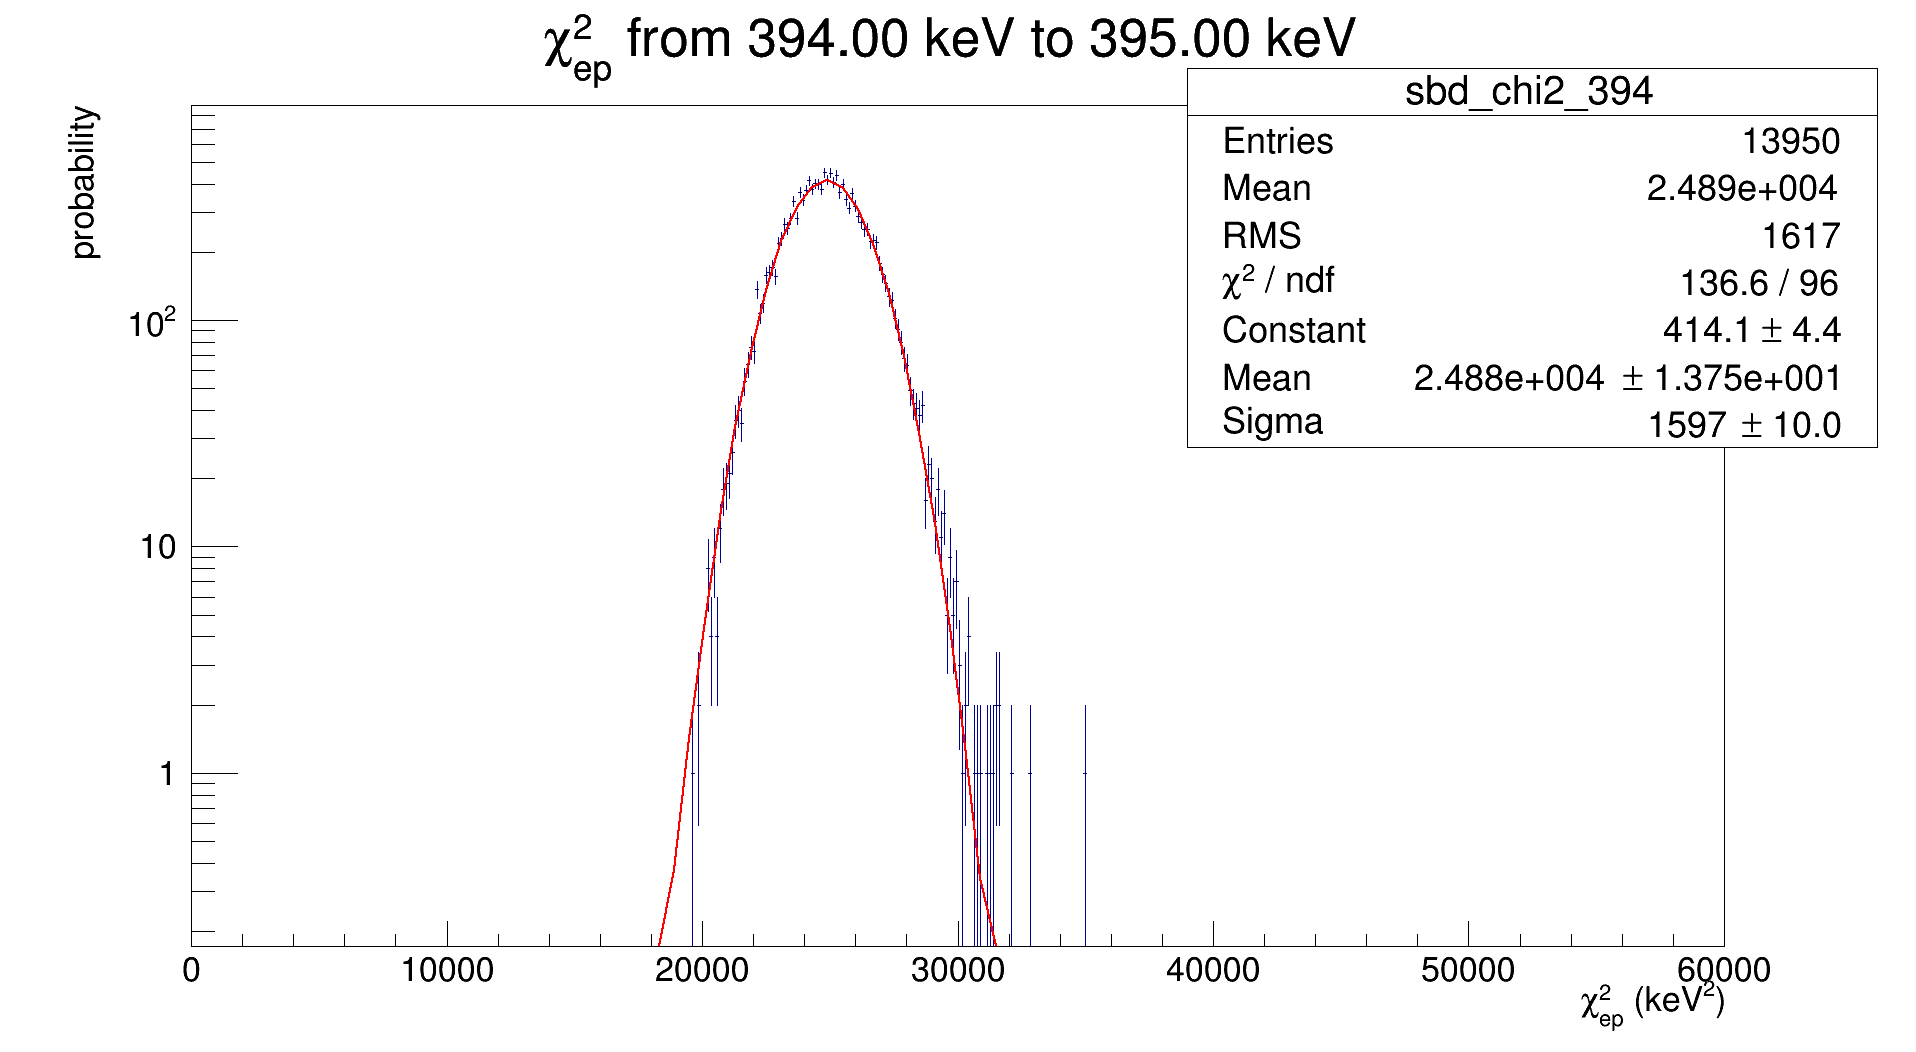 χ²ep from 394.00 keV to 395.00 keV
probability
sbd_chi2_394
Entries 13950
Mean 2.489e+004
RMS 1617
χ² / ndf 136.6 / 96
Constant 414.1 ± 4.4
Mean 2.488e+004 ± 1.375e+001
Sigma 1597 ± 10.0
10²
10
1
0 10000 20000 30000 40000 50000 60000
χ²ep (keV²)